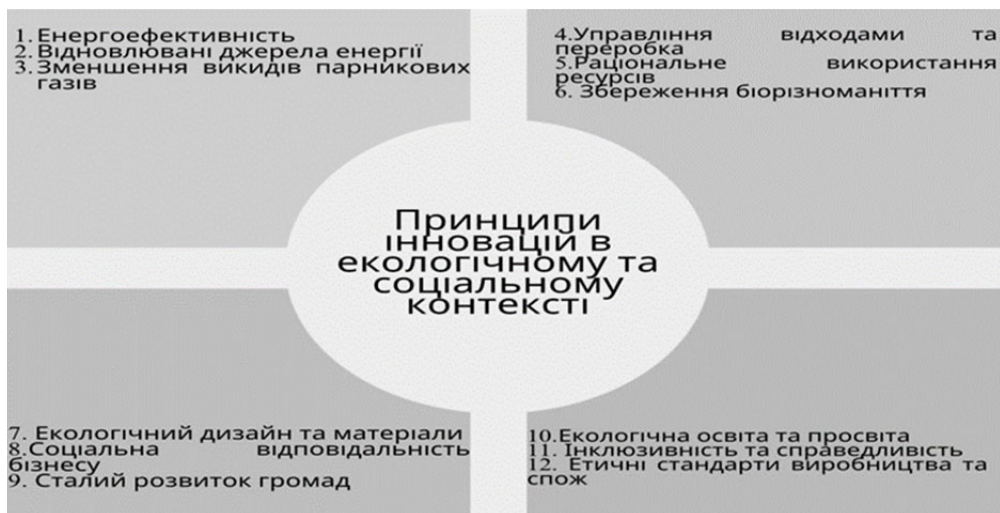 1. Енергоефективність
2. Відновлювані джерела енергії
3. Зменшення викидів парникових
газів
4.Управління відходами та
переробка
5.Раціональне використання
ресурсів
6. Збереження біорізноманіття
Принципи
інновацій в
екологічному та
соціальному
контексті
7. Екологічний дизайн та матеріали
8.Соціальна відповідальність
бізнесу
9. Сталий розвиток громад
10.Екологічна освіта та просвіта
11. Інклюзивність та справедливість
12. Етичні стандарти виробництва та
спож